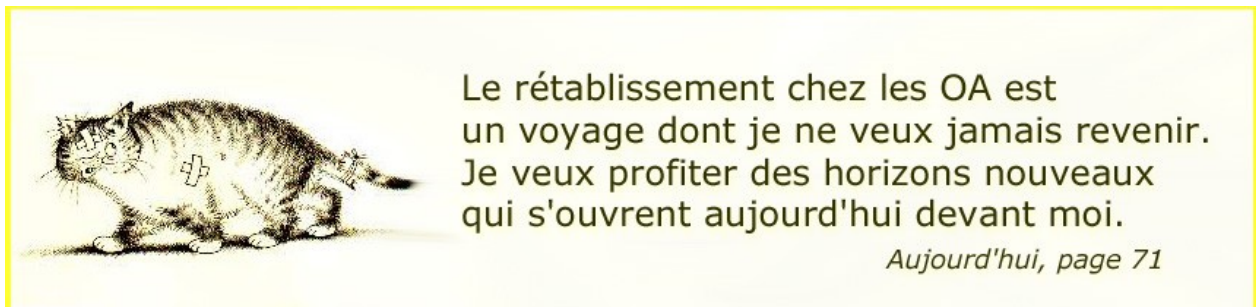 Le rétablissement chez les OA est
un voyage dont je ne veux jamais revenir.
Je veux profiter des horizons nouveaux
qui s'ouvrent aujourd'hui devant moi.
Aujourd'hui, page 71